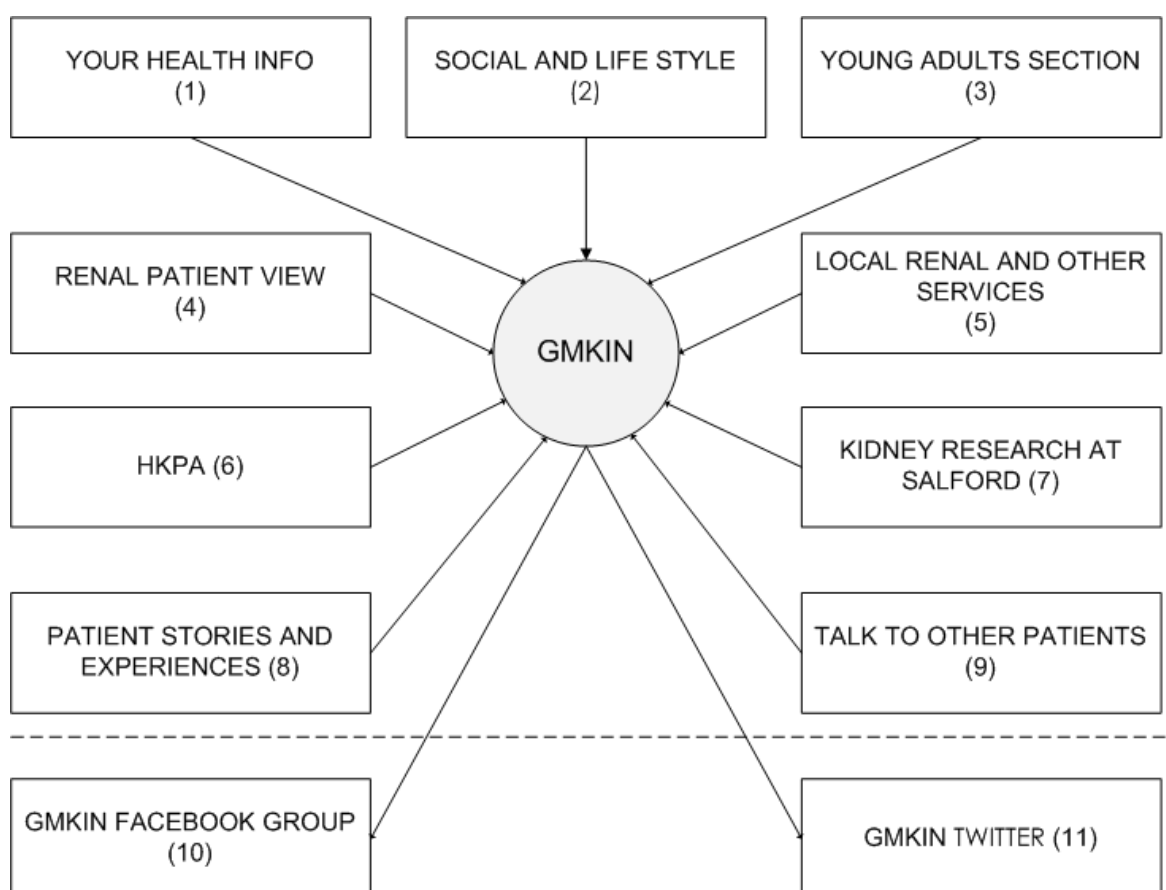 YOUR HEALTH INFO
(1)
SOCIAL AND LIFE STYLE
(2)
YOUNG ADULTS SECTION
(3)
RENAL PATIENT VIEW
(4)
LOCAL RENAL AND OTHER
SERVICES
(5)
GMKIN
HKPA (6)
KIDNEY RESEARCH AT
SALFORD (7)
PATIENT STORIES AND
EXPERIENCES (8)
TALK TO OTHER PATIENTS
(9)
GMKIN FACEBOOK GROUP
(10)
GMKIN TWITTER (11)